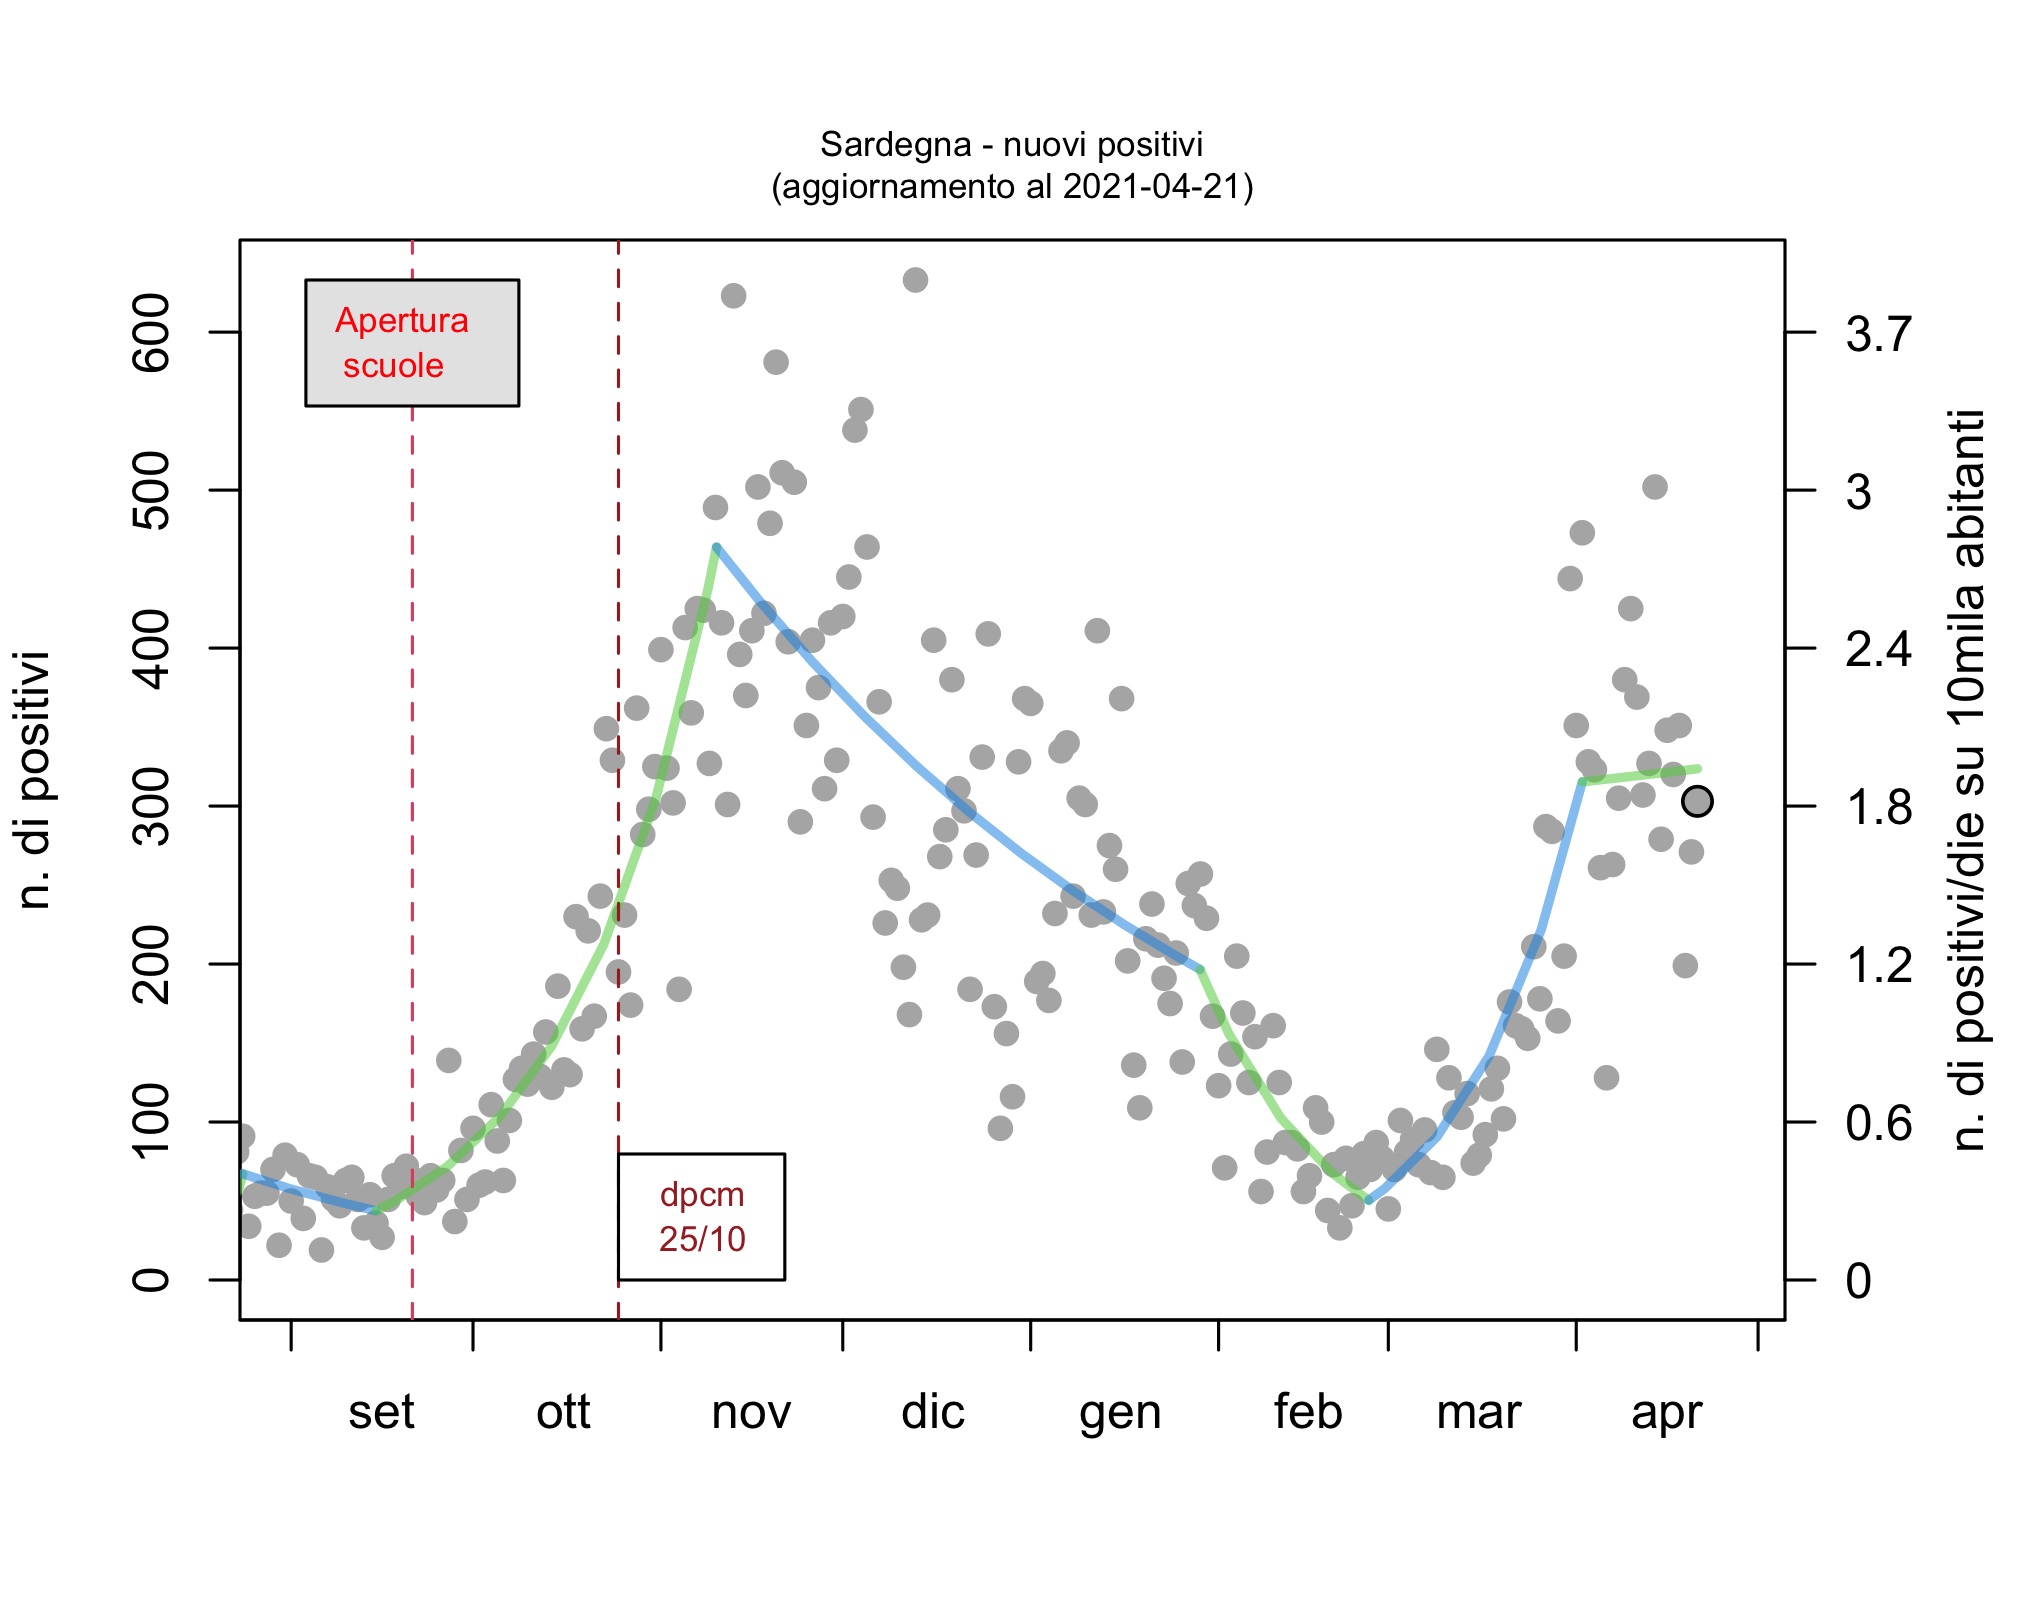 Sardegna - nuovi positivi
(aggiornamento al 2021-04-21)
n. di positivi
600
500
400
300
200
100
0
Apertura
scuole
dpcm
25/10
3.7
3
2.4
1.8
1.2
0.6
0
n. di positivi/die su 10mila abitanti
set ott nov dic gen feb mar apr